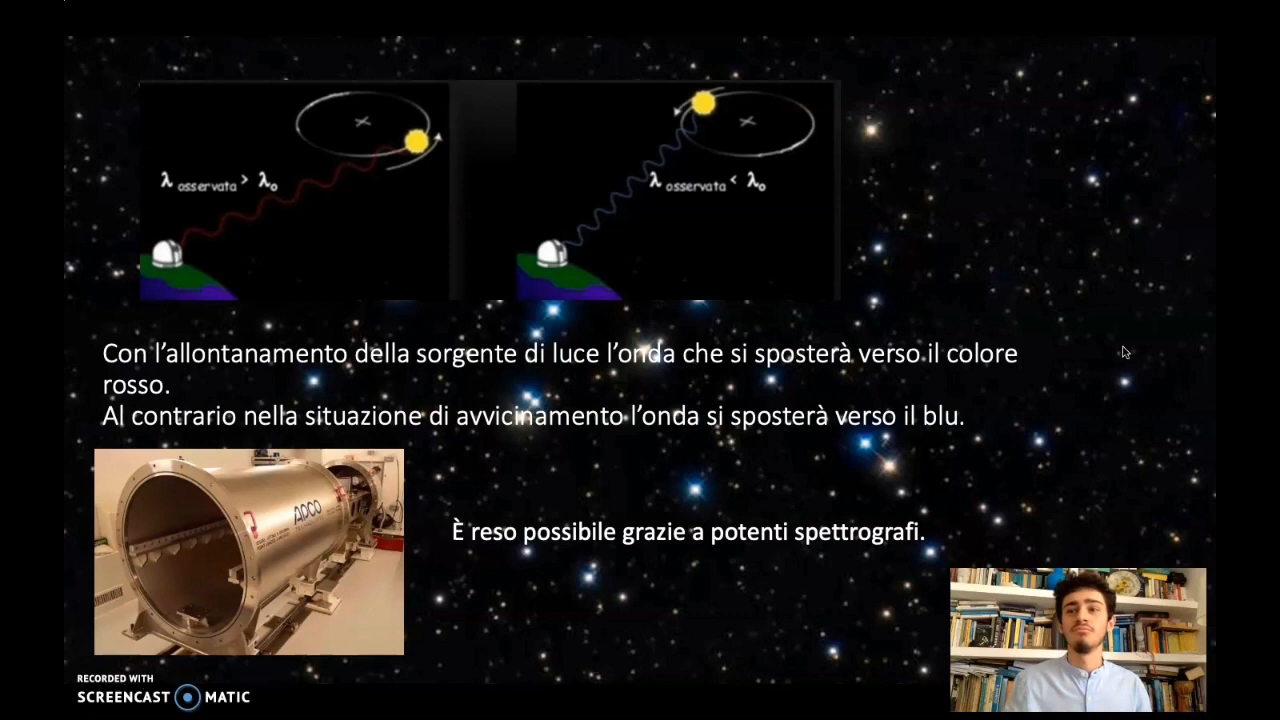 λ osservata > λo
λ osservata < λo
Con l’allontanamento della sorgente di luce l’onda che si sposterà verso il colore
rosso.
Al contrario nella situazione di avvicinamento l’onda si sposterà verso il blu.
APCO
È reso possibile grazie a potenti spettrografi.
RECORDED WITH
SCREENCAST MATIC